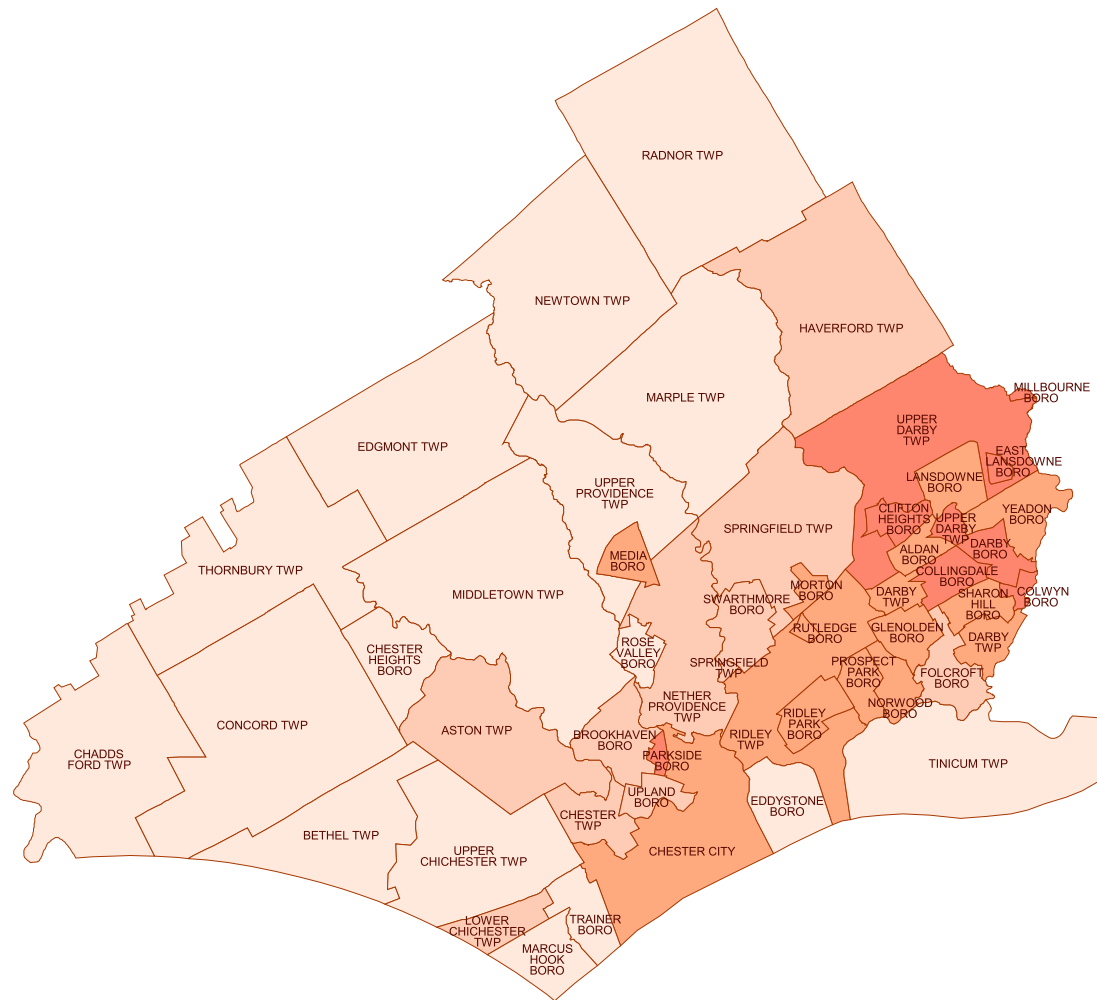 RADNOR TWP
NEWTOWN TWP
HAVERFORD TWP
MARPLE TWP
MILLBOURNE
BORO
EDGMONT TWP
UPPER
DARBY
TWP
EAST
LANSDOWNE
BORO
LANSDOWNE
BORO
UPPER
PROVIDENCE
TWP
SPRINGFIELD TWP
CLIFTON
HEIGHTS
BORO
UPPER
DARBY
TWP
YEADON
BORO
DARBY
BORO
ALDAN
BORO
MEDIA
BORO
THORNBURY TWP
COLLINGDALE
BORO
MIDDLETOWN TWP
SWARTHMORE
BORO
MORTON
BORO
DARBY
TWP
SHARON
HILL
BORO
COLWYN
BORO
RUTLEDGE
BORO
GLENOLDEN
BORO
DARBY
TWP
CHESTER
HEIGHTS
BORO
ROSE
VALLEY
BORO
SPRINGFIELD
TWP
PROSPECT
PARK
BORO
FOLCROFT
BORO
NETHER
PROVIDENCE
TWP
NORWOOD
BORO
CONCORD TWP
ASTON TWP
BROOKHAVEN
BORO
RIDLEY
TWP
RIDLEY
PARK
BORO
CHADDS
FORD TWP
PARKSIDE
BORO
TINICUM TWP
UPLAND
BORO
EDDYSTONE
BORO
CHESTER
TWP
BETHEL TWP
UPPER
CHICHESTER TWP
CHESTER CITY
LOWER
CHICHESTER
TWP
TRAINER
BORO
MARCUS
HOOK
BORO